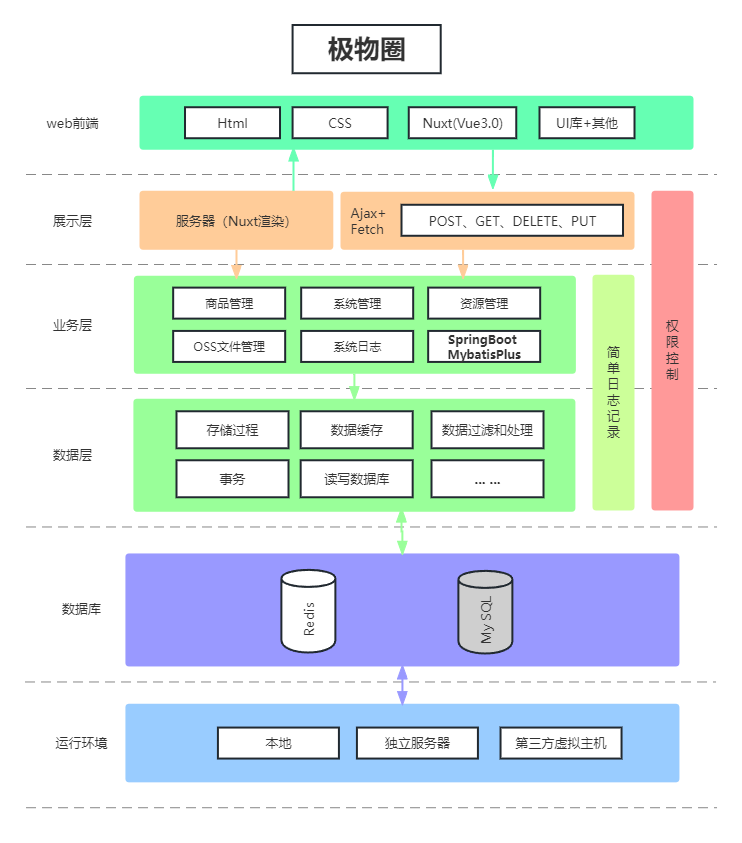 极物圈
web前端
Html
CSS
Nuxt(Vue3.0)
UI库+其他
展示层
服务器（Nuxt渲染）
Ajax+
Fetch
POST、GET、DELETE、PUT
业务层
商品管理
系统管理
资源管理
OSS文件管理
系统日志
SpringBoot
MybatisPlus
简单日志记录
权限控制
数据层
存储过程
数据缓存
数据过滤和处理
事务
读写数据库
... ...
数据库
Redis
My SQL
运行环境
本地
独立服务器
第三方虚拟主机